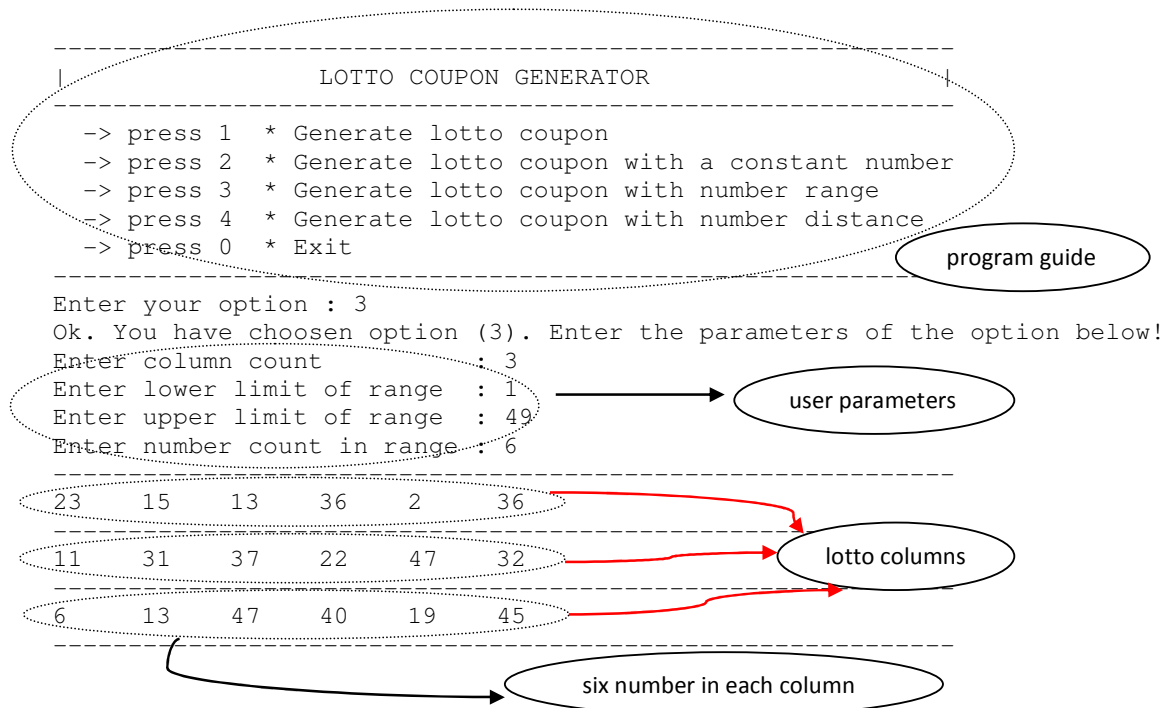 ------------------------------------------------------------
| LOTTO COUPON GENERATOR |
------------------------------------------------------------
-> press 1 * Generate lotto coupon
-> press 2 * Generate lotto coupon with a constant number
-> press 3 * Generate lotto coupon with number range
-> press 4 * Generate lotto coupon with number distance
-> press 0 * Exit
program guide
------------------------------------------------------------
Enter your option : 3
Ok. You have choosen option (3). Enter the parameters of the option below!
Enter column count : 3
Enter lower limit of range : 1
user parameters
Enter upper limit of range : 49
Enter number count in range : 6
------------------------------------------------------------
23 15 13 36 2 36
------------------------------------------------------------
11 31 37 22 47 32
lotto columns
------------------------------------------------------------
6 13 47 40 19 45
------------------------------------------------------------
six number in each column